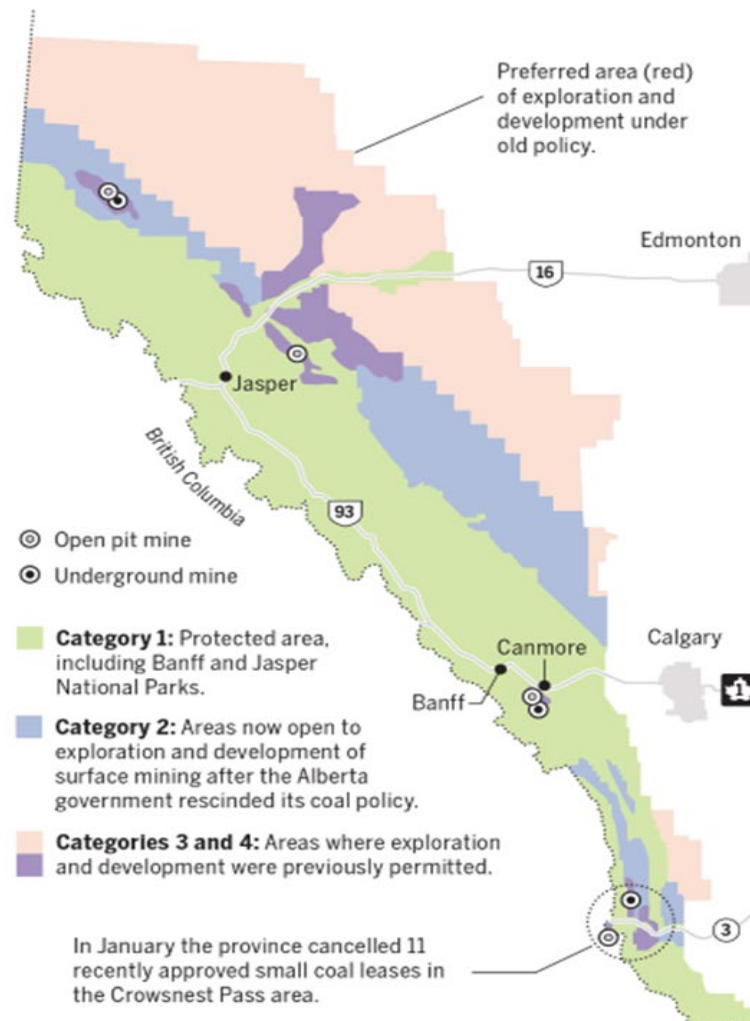 Preferred area (red)
of exploration and
development under
old policy.
Edmonton
16
Jasper
British Columbia
93
Open pit mine
Underground mine
Category 1: Protected area,
including Banff and Jasper
National Parks.
Canmore
Calgary
1
Banff
Category 2: Areas now open to
exploration and development of
surface mining after the Alberta
government rescinded its coal policy.
Categories 3 and 4: Areas where exploration
and development were previously permitted.
3
In January the province cancelled 11
recently approved small coal leases in
the Crowsnest Pass area.